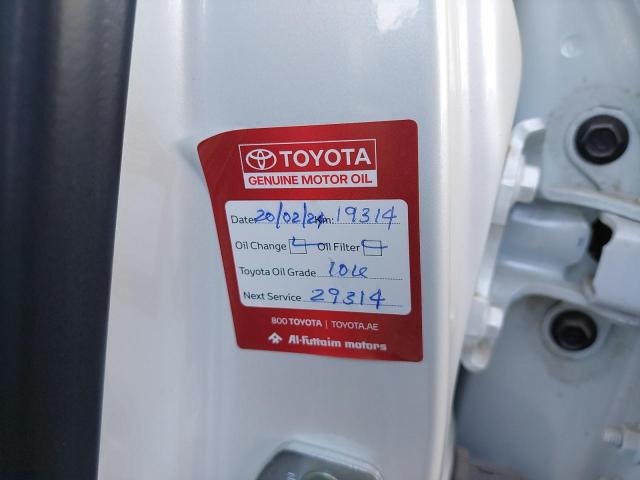 TOYOTA
GENUINE MOTOR OIL
Date: 20/02/24 Km: 19314
Oil Change Oil Filter
Toyota Oil Grade
Next Service 29314
800 TOYOTA | TOYOTA.AE
Al-Futtaim motors